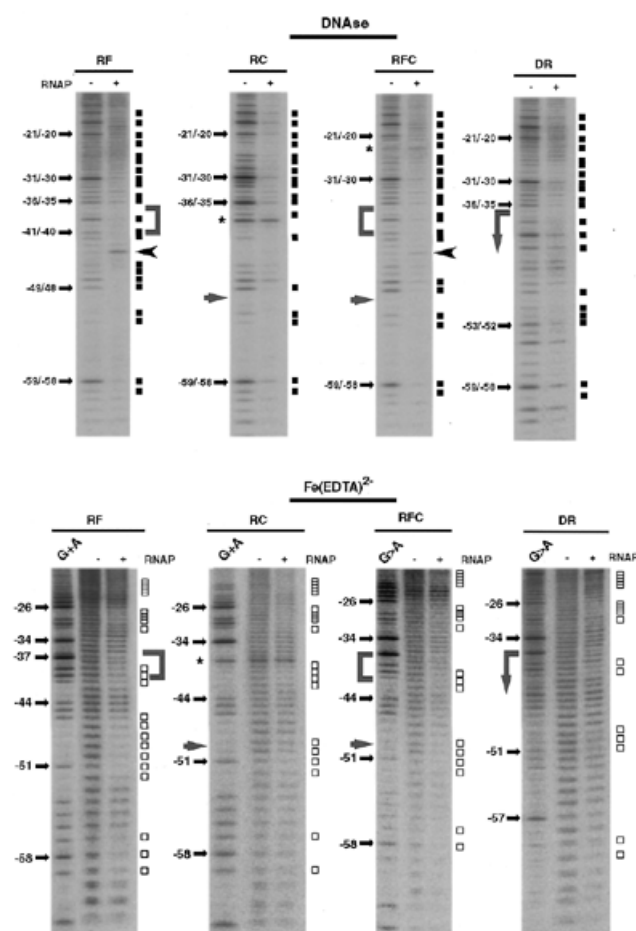 DNAse
RF RC RFC DR
RNAP - + - + - + - +
-21/-20 -21/-20 -21/-20 -21/-20
-31/-30 -31/-30 -31/-30 -31/-30
-36/-35 -36/-35 -36/-35
*
*
-41/-40
-49/-48
-53/-52
-59/-58 -59/-58 -59/-58 -59/-58
Fe(EDTA)²⁻
RF RC RFC DR
G+A - + RNAP G+A - + RNAP G>A - + RNAP G>A - + RNAP
-26 -26 -26 -26
-34 -34 -34 -34
-37
*
-44 -44 -44
-51 -51 -51 -51
-57
-58 -58 -58